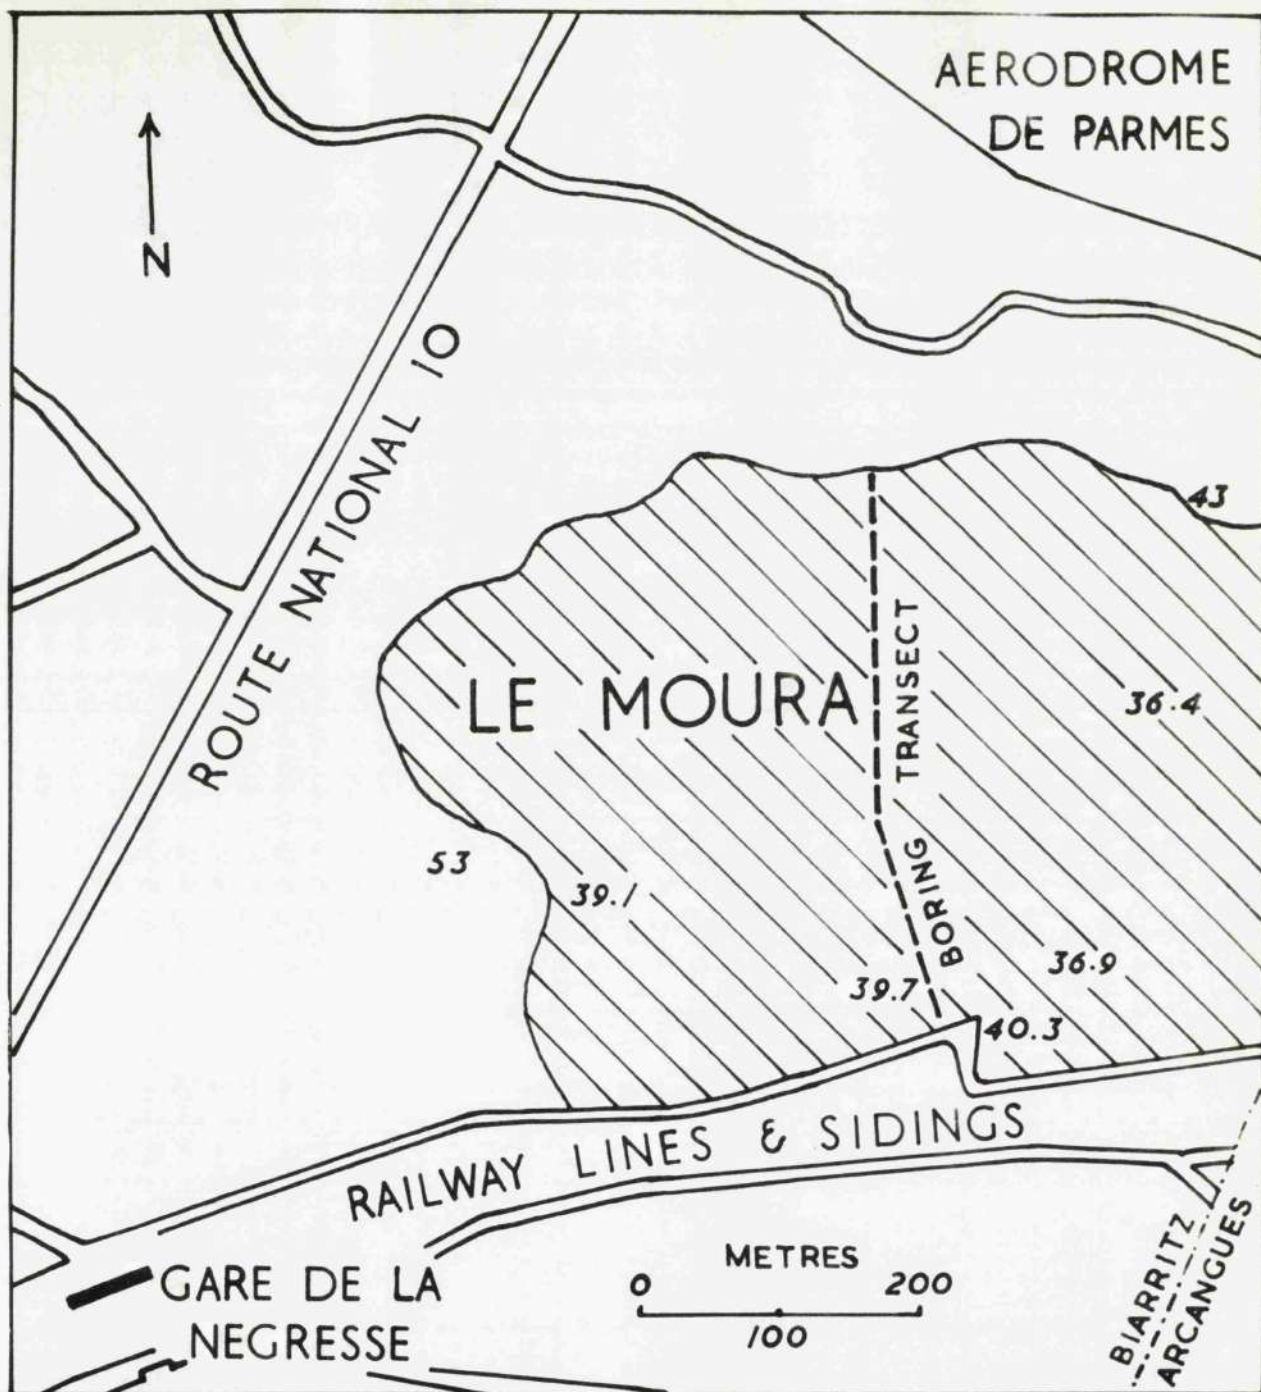 AERODROME
DE PARMES
N
ROUTE NATIONAL 10
43
LE MOURA
BORING TRANSECT
36.4
53
39.1
39.7
36.9
40.3
RAILWAY LINES & SIDINGS
GARE DE LA
NEGRESSE
METRES
0 200
100
BIARRITZ
ARCANGUES